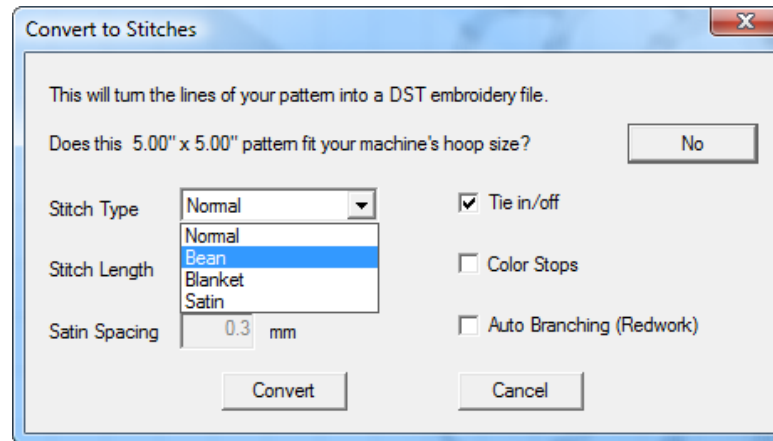 Convert to Stitches
This will turn the lines of your pattern into a DST embroidery file.
Does this 5.00" x 5.00" pattern fit your machine's hoop size?
No
Stitch Type
Normal
Tie in/off
Normal
Bean
Blanket
Satin
Stitch Length
Color Stops
Satin Spacing
0.3 mm
Auto Branching (Redwork)
Convert
Cancel